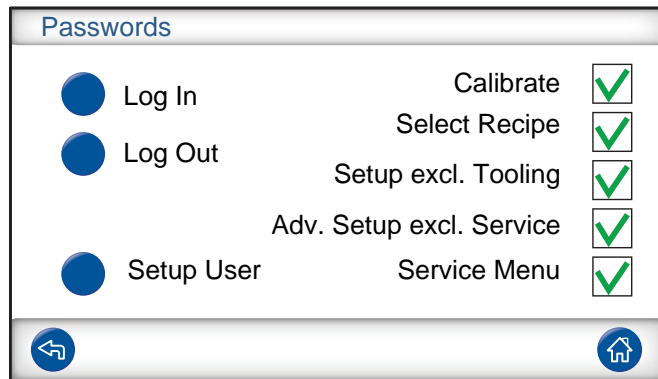 Passwords
Log In
Calibrate
Select Recipe
Log Out
Setup excl. Tooling
Adv. Setup excl. Service
Setup User
Service Menu